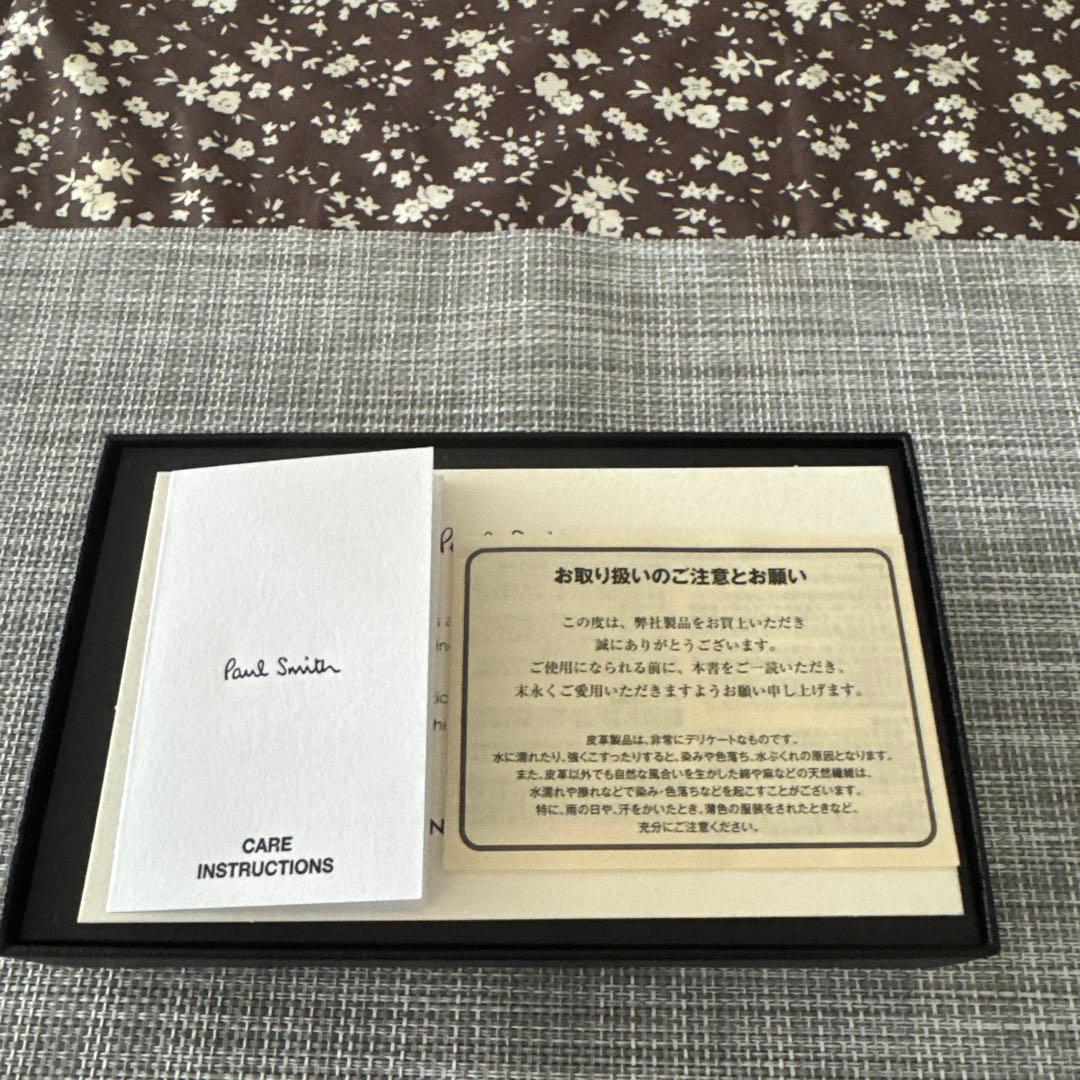 Paul Smith
CARE
INSTRUCTIONS
お取り扱いのご注意とお願い
この度は、弊社製品をお買上いただき
誠にありがとうございます。
ご使用になられる前に、本書をご一読いただき、
末永くご愛用いただきますようお願い申し上げます。
皮革製品は、非常にデリケートなものです。
水に濡れたり、強くこすったりすると、染みや色落ち、水ぶくれの原因となります。
また、皮革以外でも自然な風合いを生かした綿や麻などの天然繊維は、
水濡れや擦れなどで染み・色落ちなどを起こすことがございます。
特に、雨の日や、汗をかいたとき、薄色の服装をされたときなど、
充分にご注意ください。